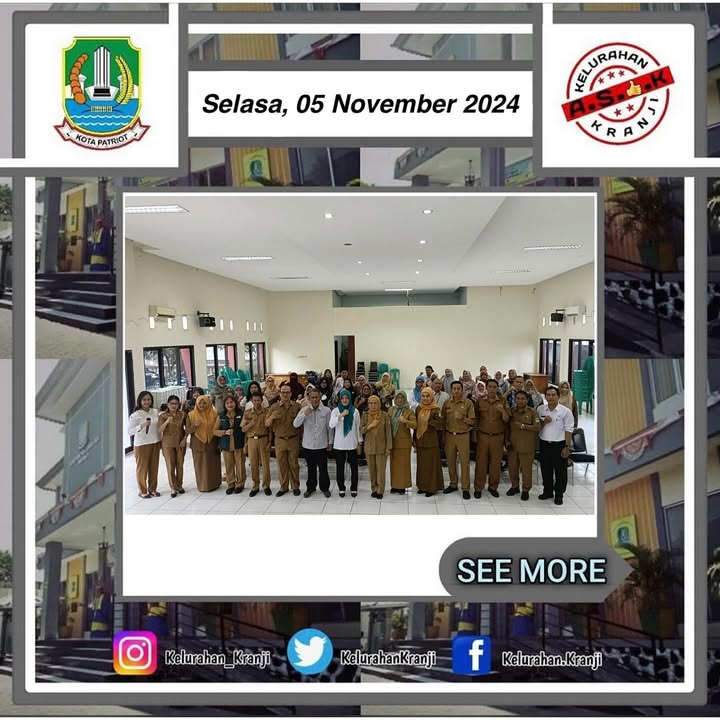 Selasa, 05 November 2024
KOTA PATRIOT
KELURAHAN
A.S.K
KRANJI
SEE MORE
Kelurahan_Kranji
KelurahanKranji
Kelurahan.Kranji